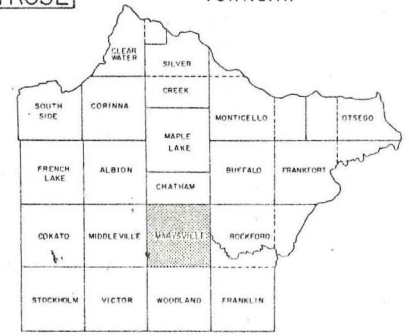 CLEAR
WATER
SILVER
CREEK
SOUTH
SIDE
CORINNA
MAPLE
LAKE
MONTICELLO
OTSEGO
FRENCH
LAKE
ALBION
BUFFALO
FRANKFORT
CHATHAM
COKATO
MIDDLEVILLE
MARYSVILLE
ROCKFORD
STOCKHOLM
VICTOR
WOODLAND
FRANKLIN